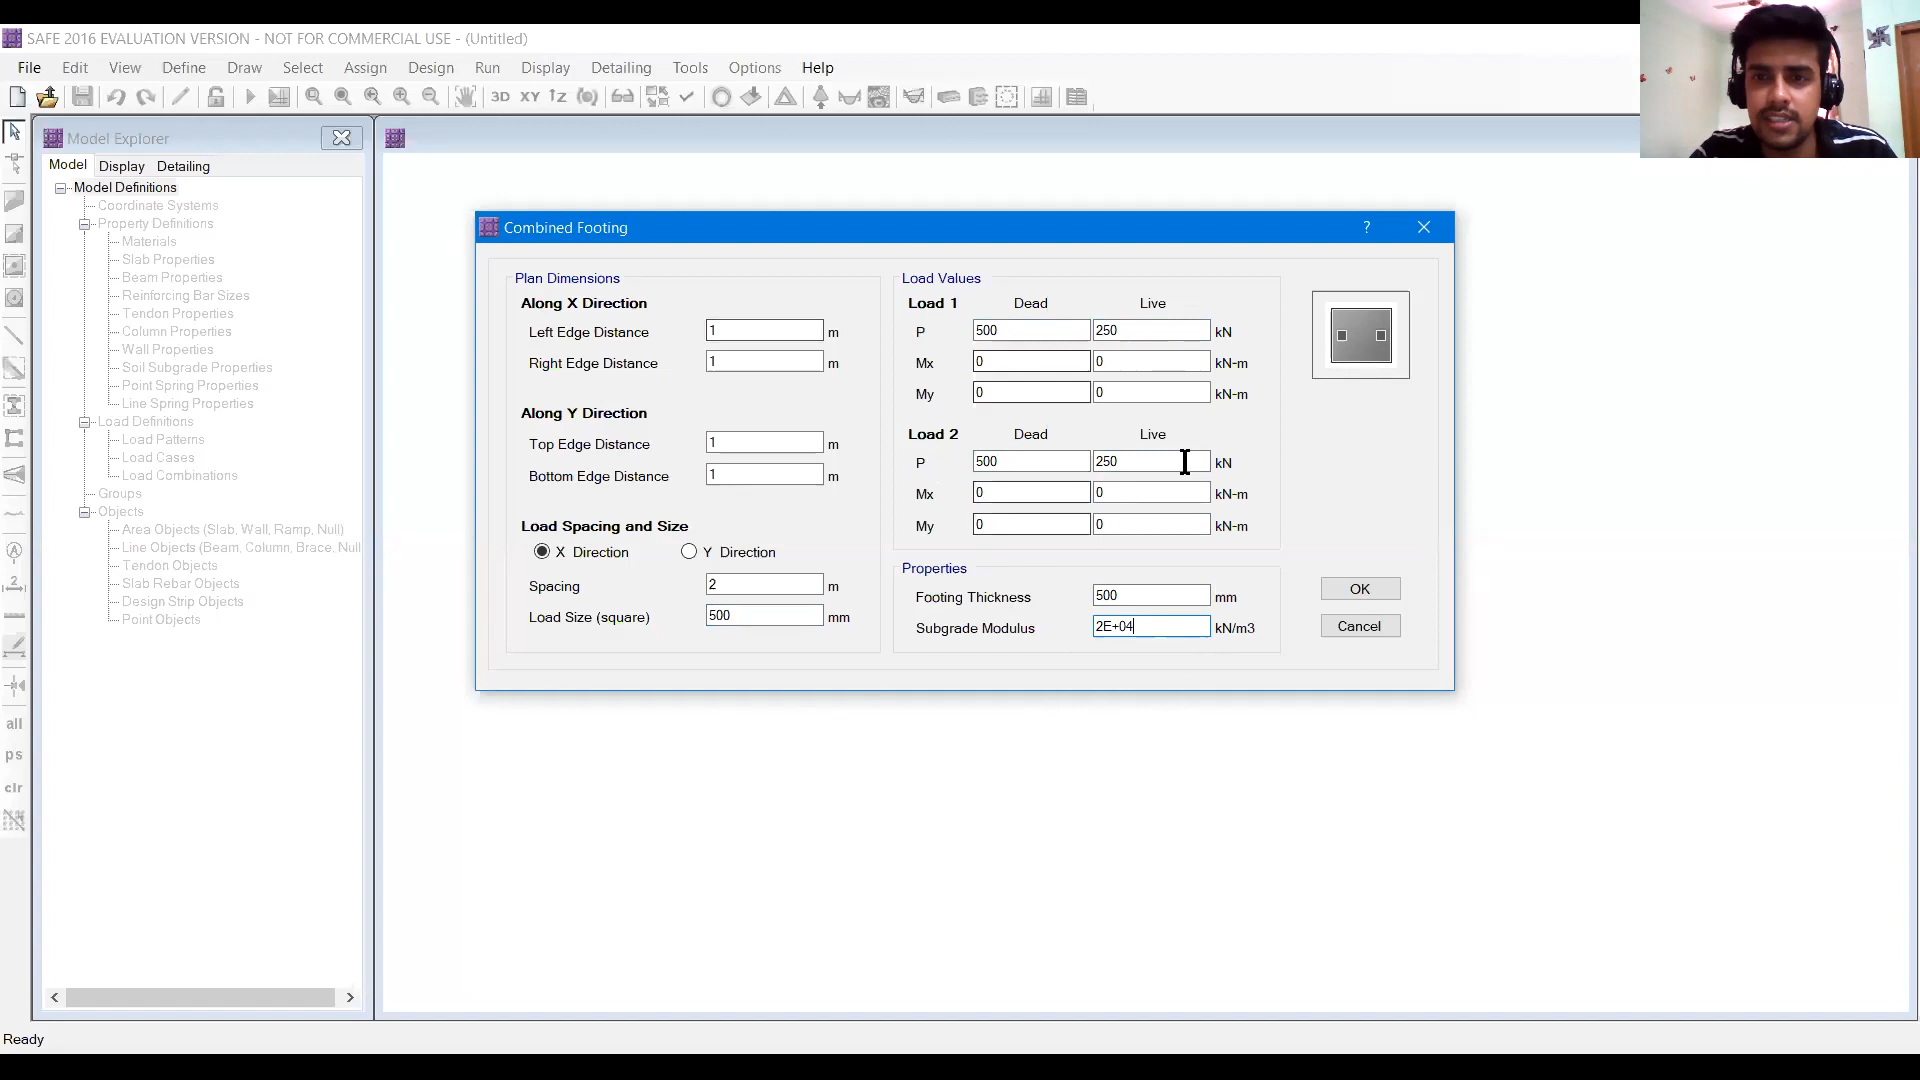 SAFE 2016 EVALUATION VERSION - NOT FOR COMMERCIAL USE - (Untitled)
File Edit View Define Draw Select Assign Design Run Display Detailing Tools Options Help
3D XY
Model Explorer
Model Display Detailing
Model Definitions
Coordinate Systems
Property Definitions
Materials
Slab Properties
Beam Properties
Reinforcing Bar Sizes
Tendon Properties
Column Properties
Wall Properties
Soil Subgrade Properties
Point Spring Properties
Line Spring Properties
Load Definitions
Load Patterns
Load Cases
Load Combinations
Groups
Objects
Area Objects (Slab, Wall, Ramp, Null)
Line Objects (Beam, Column, Brace, Null
Tendon Objects
Slab Rebar Objects
Design Strip Objects
Point Objects
all
ps
clr
Combined Footing ?
Plan Dimensions
Along X Direction
Left Edge Distance 1 m
Right Edge Distance 1 m
Along Y Direction
Top Edge Distance 1 m
Bottom Edge Distance 1 m
Load Spacing and Size
X Direction Y Direction
Spacing 2 m
Load Size (square) 500 mm
Load Values
Load 1 Dead Live
P 500 250 kN
Mx 0 0 kN-m
My 0 0 kN-m
Load 2 Dead Live
P 500 250 kN
Mx 0 0 kN-m
My 0 0 kN-m
Properties
Footing Thickness 500 mm
Subgrade Modulus 2E+04 kN/m3
OK
Cancel
Ready